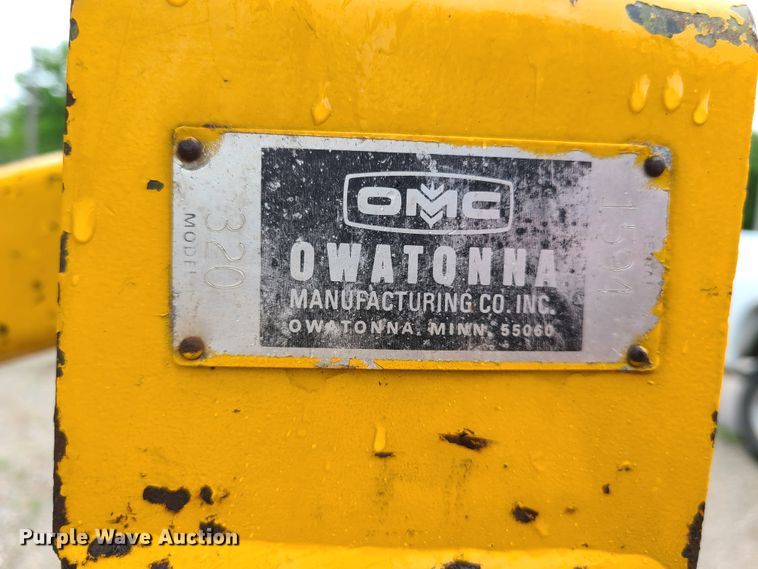 MODEL
320
OMC
OWATONNA
MANUFACTURING CO. INC.
OWATONNA, MINN. 55060
1594
Purple Wave Auction